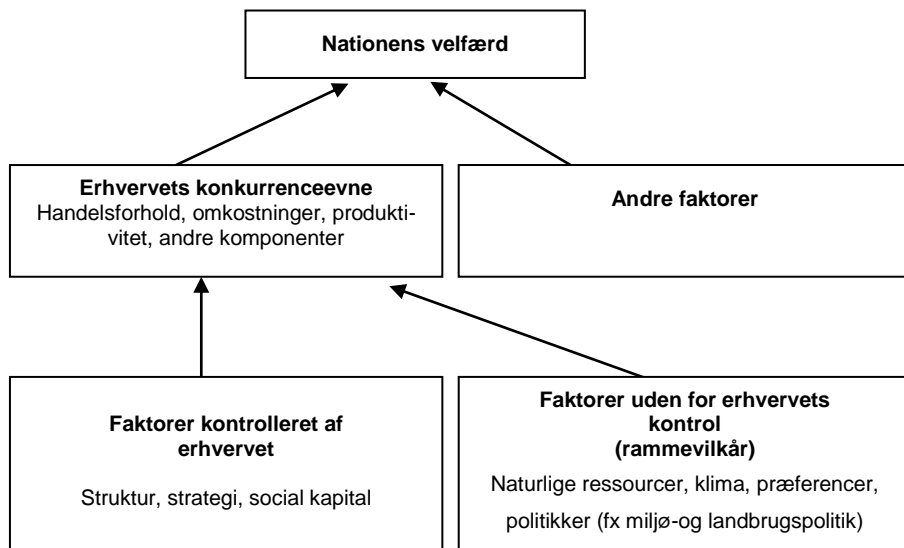 Nationens velfærd
Erhvervets konkurrenceevne
Handelsforhold, omkostninger, produkti-
vitet, andre komponenter
Andre faktorer
Faktorer kontrolleret af
erhvervet
Struktur, strategi, social kapital
Faktorer uden for erhvervets
kontrol
(rammevilkår)
Naturlige ressourcer, klima, præferencer,
politikker (fx miljø-og landbrugspolitik)